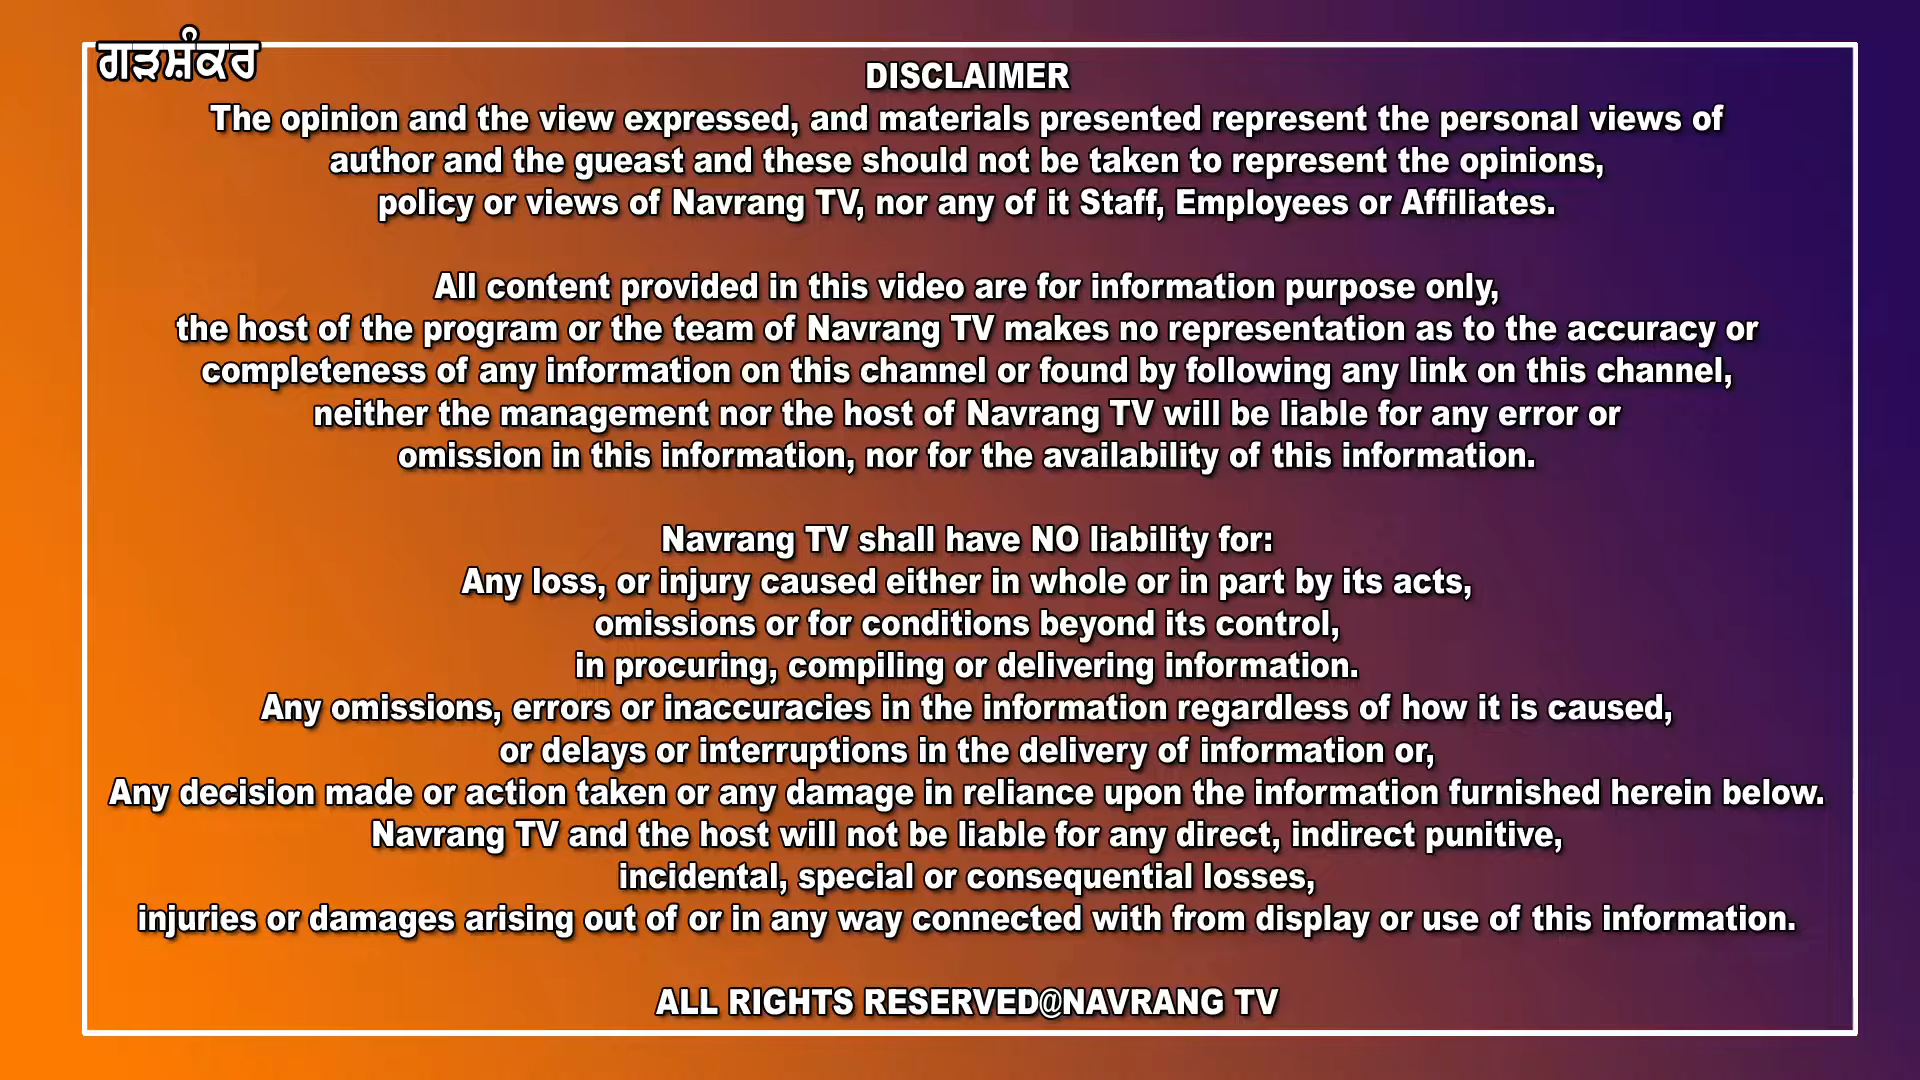 ਗੜਸ਼ੰਕਰ
DISCLAIMER
The opinion and the view expressed, and materials presented represent the personal views of
author and the gueast and these should not be taken to represent the opinions,
policy or views of Navrang TV, nor any of it Staff, Employees or Affiliates.
All content provided in this video are for information purpose only,
the host of the program or the team of Navrang TV makes no representation as to the accuracy or
completeness of any information on this channel or found by following any link on this channel,
neither the management nor the host of Navrang TV will be liable for any error or
omission in this information, nor for the availability of this information.
Navrang TV shall have NO liability for:
Any loss, or injury caused either in whole or in part by its acts,
omissions or for conditions beyond its control,
in procuring, compiling or delivering information.
Any omissions, errors or inaccuracies in the information regardless of how it is caused,
or delays or interruptions in the delivery of information or,
Any decision made or action taken or any damage in reliance upon the information furnished herein below.
Navrang TV and the host will not be liable for any direct, indirect punitive,
incidental, special or consequential losses,
injuries or damages arising out of or in any way connected with from display or use of this information.
ALL RIGHTS RESERVED@NAVRANG TV